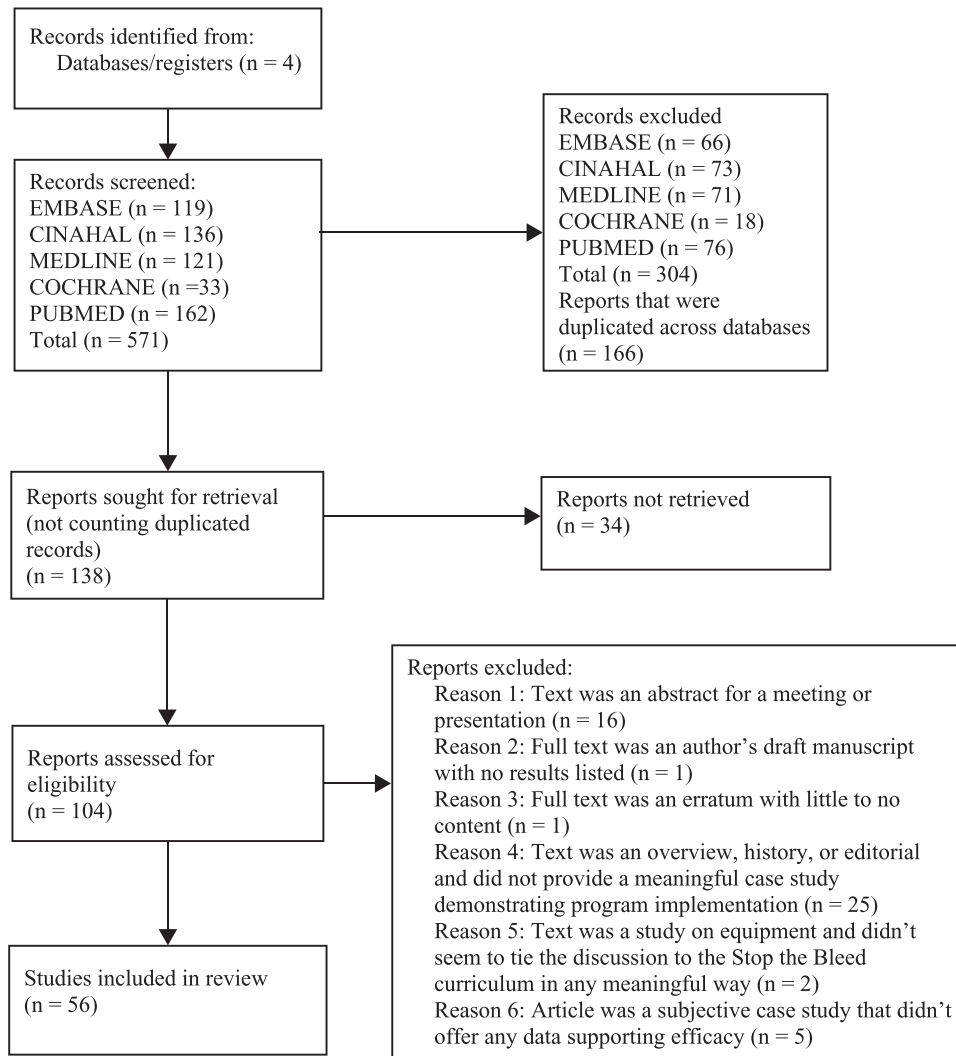 Records identified from:
Databases/registers (n = 4)
Records screened:
EMBASE (n = 119)
CINAHAL (n = 136)
MEDLINE (n = 121)
COCHRANE (n =33)
PUBMED (n = 162)
Total (n = 571)
Records excluded
EMBASE (n = 66)
CINAHAL (n = 73)
MEDLINE (n = 71)
COCHRANE (n = 18)
PUBMED (n = 76)
Total (n = 304)
Reports that were
duplicated across databases
(n = 166)
Reports sought for retrieval
(not counting duplicated
records)
(n = 138)
Reports not retrieved
(n = 34)
Reports assessed for
eligibility
(n = 104)
Reports excluded:
Reason 1: Text was an abstract for a meeting or
presentation (n = 16)
Reason 2: Full text was an author’s draft manuscript
with no results listed (n = 1)
Reason 3: Full text was an erratum with little to no
content (n = 1)
Reason 4: Text was an overview, history, or editorial
and did not provide a meaningful case study
demonstrating program implementation (n = 25)
Reason 5: Text was a study on equipment and didn’t
seem to tie the discussion to the Stop the Bleed
curriculum in any meaningful way (n = 2)
Reason 6: Article was a subjective case study that didn’t
offer any data supporting efficacy (n = 5)
Studies included in review
(n = 56)